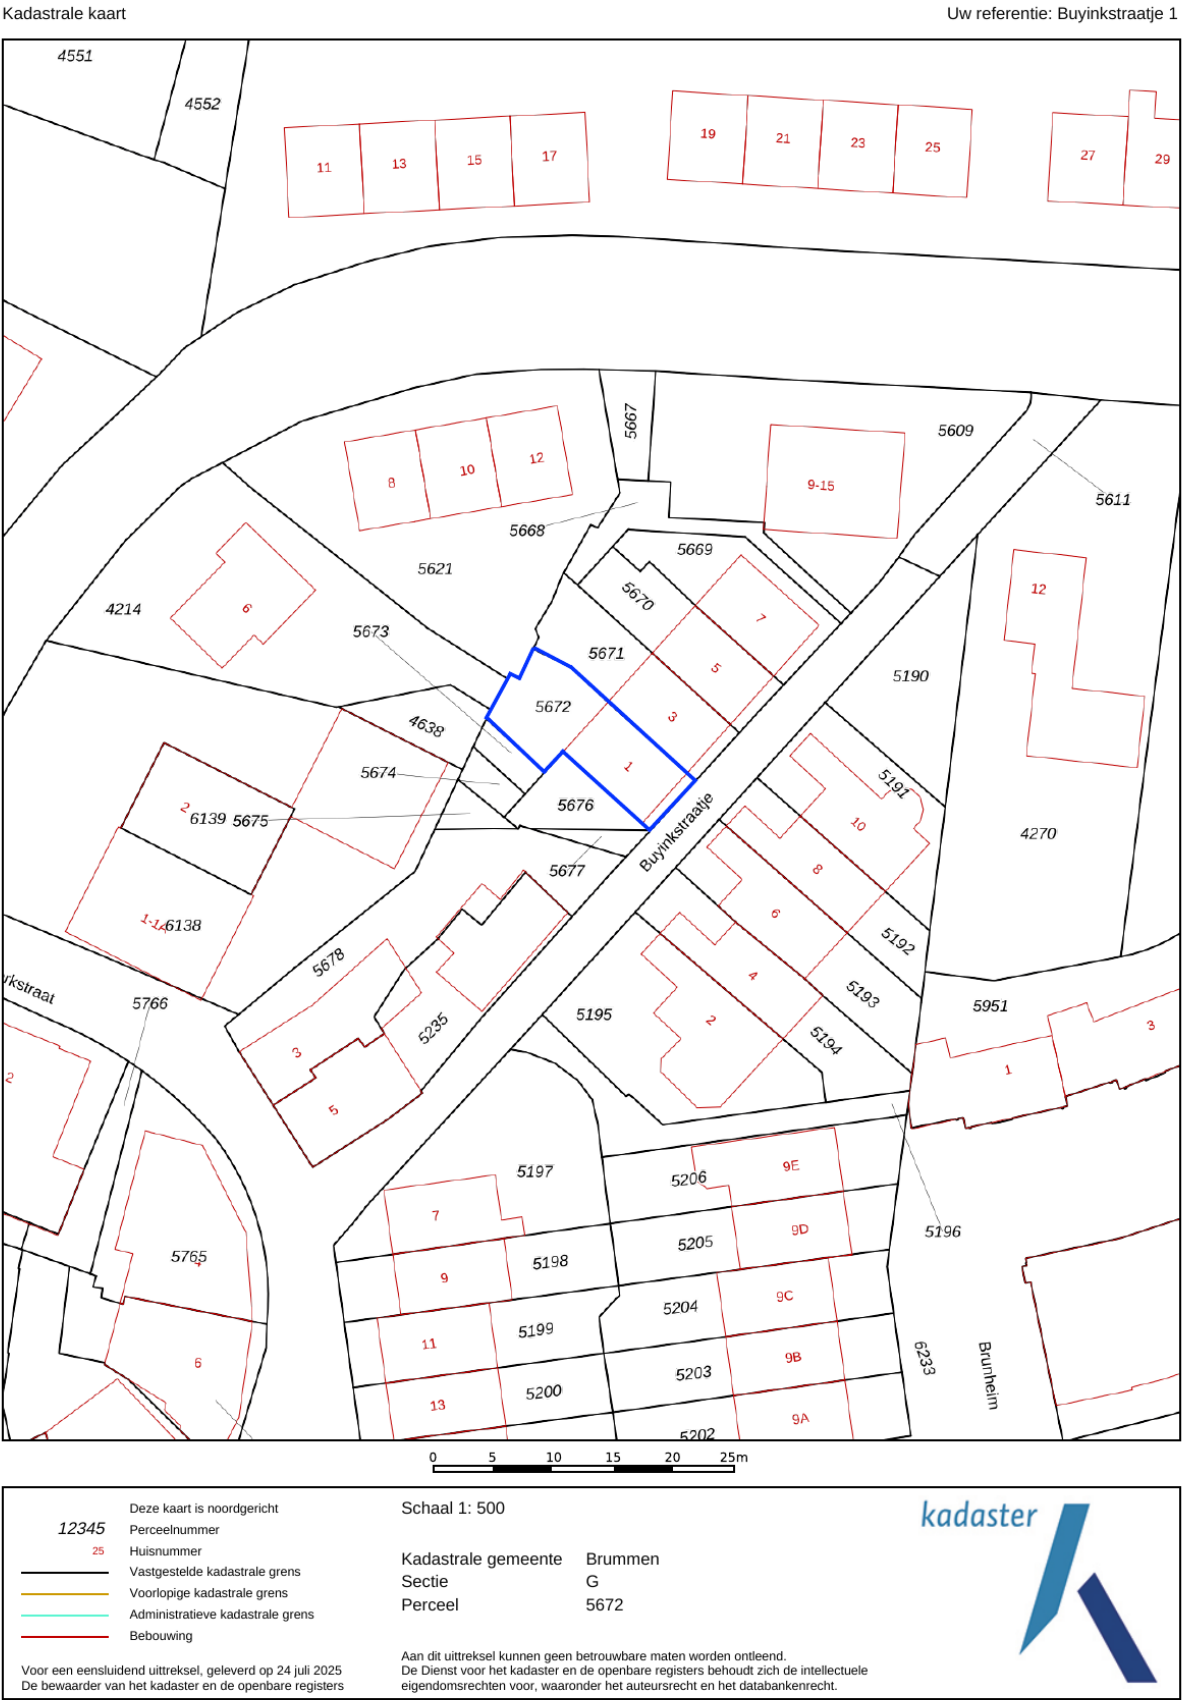 Kadastrale kaart
Uw referentie: Buyinkstraatje 1
4551
4552
11
13
15
17
19
21
23
25
27
29
5667
5609
8
10
12
9-15
5611
5668
5669
5621
12
6
4214
5670
7
5673
5671
5
5190
5672
3
4638
1
5674
5191
5676
2
6139
5675
10
4270
Buyinkstraatje
8
5677
6
1-1A
6138
5192
5678
4
5193
rkstraat
5766
5195
2
5951
5235
5194
3
3
1
2
5
5197
5206
9E
7
5196
5205
9D
5765
4
5198
9
5204
9C
11
5199
6
5203
9B
6233
Brunheim
5200
13
9A
5202
0 5 10 15 20 25m
Deze kaart is noordgericht
12345 Perceelnummer
25 Huisnummer
Vastgestelde kadastrale grens
Voorlopige kadastrale grens
Administratieve kadastrale grens
Bebouwing
Voor een eensluidend uittreksel, geleverd op 24 juli 2025
De bewaarder van het kadaster en de openbare registers
Schaal 1: 500
Kadastrale gemeente Brummen
Sectie G
Perceel 5672
Aan dit uittreksel kunnen geen betrouwbare maten worden ontleend.
De Dienst voor het kadaster en de openbare registers behoudt zich de intellectuele
eigendomsrechten voor, waaronder het auteursrecht en het databankenrecht.
kadaster